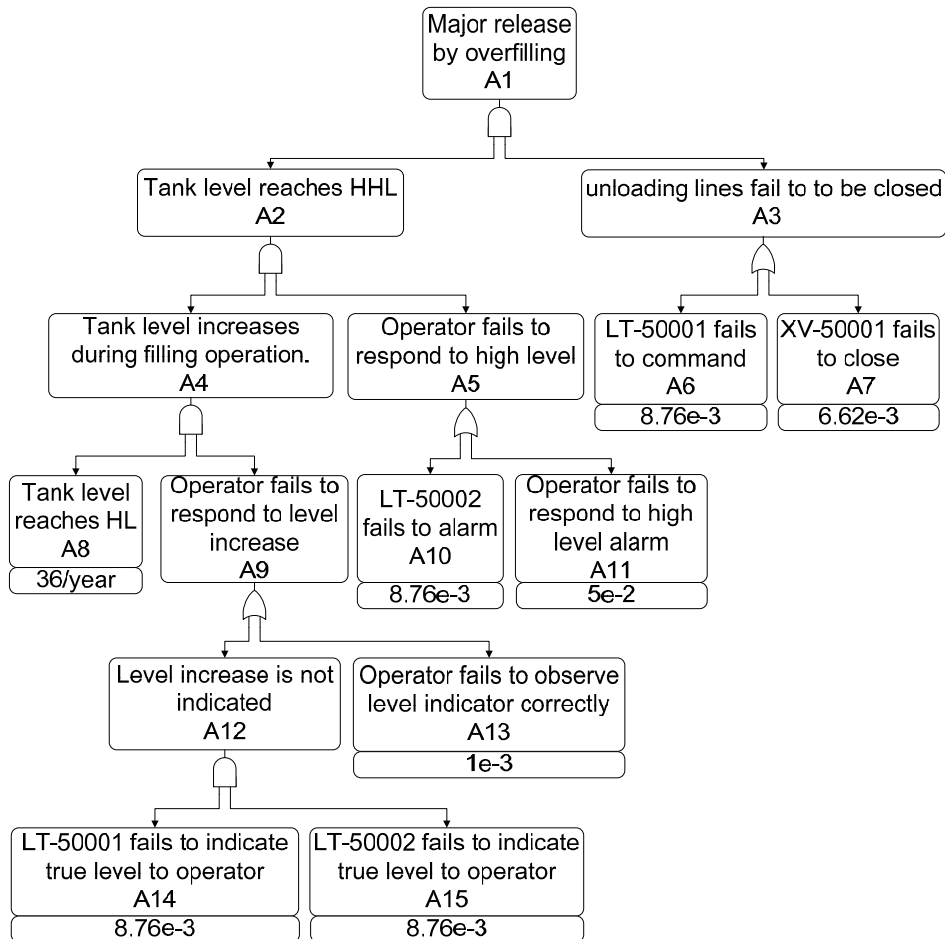 Major release
by overfilling
A1
Tank level reaches HHL
A2
unloading lines fail to to be closed
A3
Tank level increases
during filling operation.
A4
Operator fails to
respond to high level
A5
LT-50001 fails
to command
A6
8.76e-3
XV-50001 fails
to close
A7
6.62e-3
Tank level
reaches HL
A8
36/year
Operator fails to
respond to level
increase
A9
LT-50002
fails to alarm
A10
8.76e-3
Operator fails to
respond to high
level alarm
A11
5e-2
Level increase is not
indicated
A12
Operator fails to observe
level indicator correctly
A13
1e-3
LT-50001 fails to indicate
true level to operator
A14
8.76e-3
LT-50002 fails to indicate
true level to operator
A15
8.76e-3